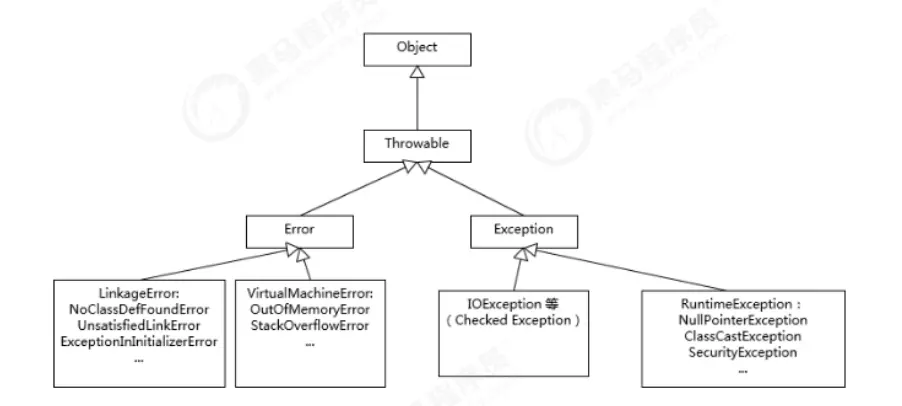 Object
Throwable
Error
Exception
LinkageError:
NoClassDefFoundError
UnsatisfiedLinkError
ExceptionInInitializerError
...
VirtualMachineError:
OutOfMemoryError
StackOverflowError
...
IOException 等
（Checked Exception）
RuntimeException：
NullPointerException
ClassCastException
SecurityException
...